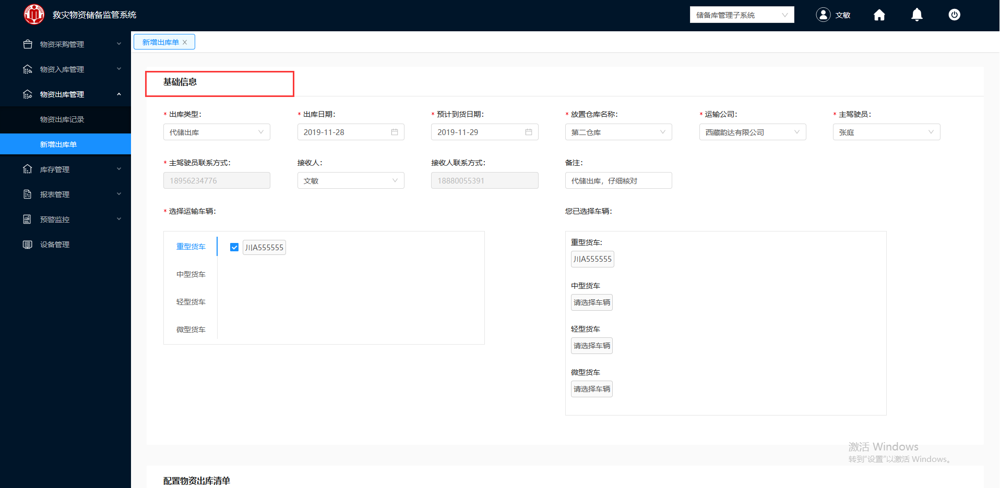 救灾物资储备监管系统
储备库管理子系统
文敏
物资采购管理
物资入库管理
物资出库管理
物资出库记录
新增出库单
库存管理
报表管理
预警监控
设备管理
新增出库单
基础信息
* 出库类型:
代储出库
* 出库日期:
2019-11-28
* 预计到货日期:
2019-11-29
* 放置仓库名称:
第二仓库
* 运输公司:
西藏韵达有限公司
* 主驾驶员:
张庭
* 主驾驶员联系方式:
18956234776
接收人:
文敏
接收人联系方式:
18880055391
备注:
代储出库，仔细核对
* 选择运输车辆:
重型货车
川A555555
中型货车
轻型货车
微型货车
您已选择车辆:
重型货车:
川A555555
中型货车
请选择车辆
轻型货车
请选择车辆
微型货车
请选择车辆
激活 Windows
转到“设置”以激活 Windows。
配置物资出库清单